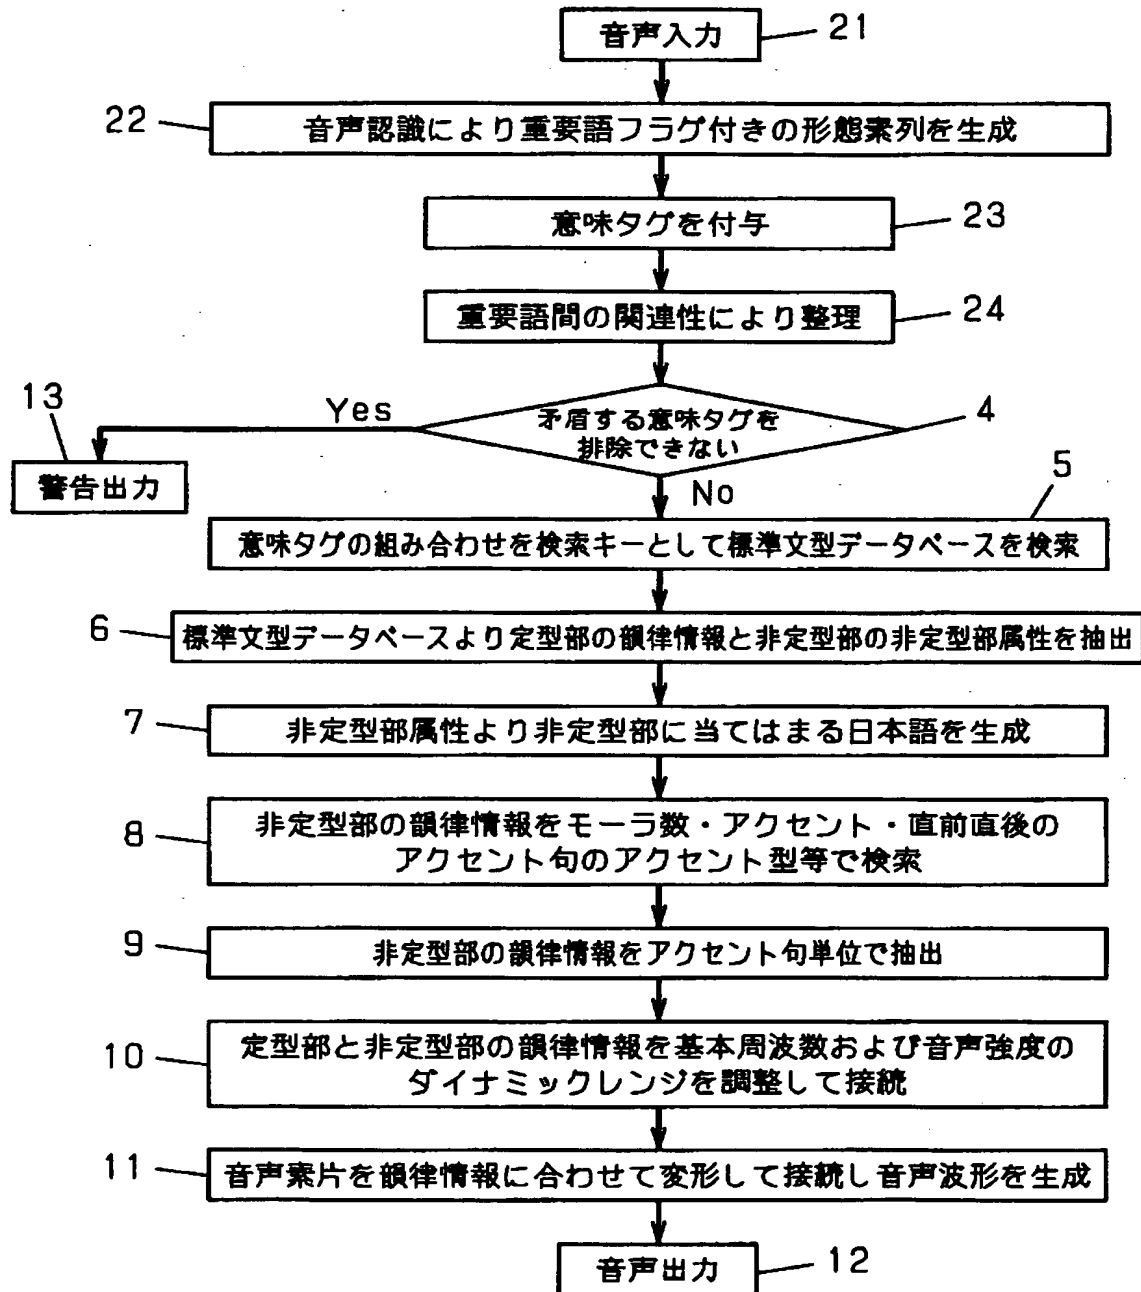 音声入力
21
22
音声認識により重要語フラグ付きの形態素列を生成
意味タグを付与
23
重要語間の関連性により整理
24
13
Yes
矛盾する意味タグを
排除できない
4
警告出力
No
5
意味タグの組み合わせを検索キーとして標準文型データベースを検索
6
標準文型データベースより定型部の韻律情報と非定型部の非定型部属性を抽出
7
非定型部属性より非定型部に当てはまる日本語を生成
8
非定型部の韻律情報をモーラ数・アクセント・直前直後の
アクセント句のアクセント型等で検索
9
非定型部の韻律情報をアクセント句単位で抽出
10
定型部と非定型部の韻律情報を基本周波数および音声強度の
ダイナミックレンジを調整して接続
11
音声素片を韻律情報に合わせて変形して接続し音声波形を生成
音声出力
12